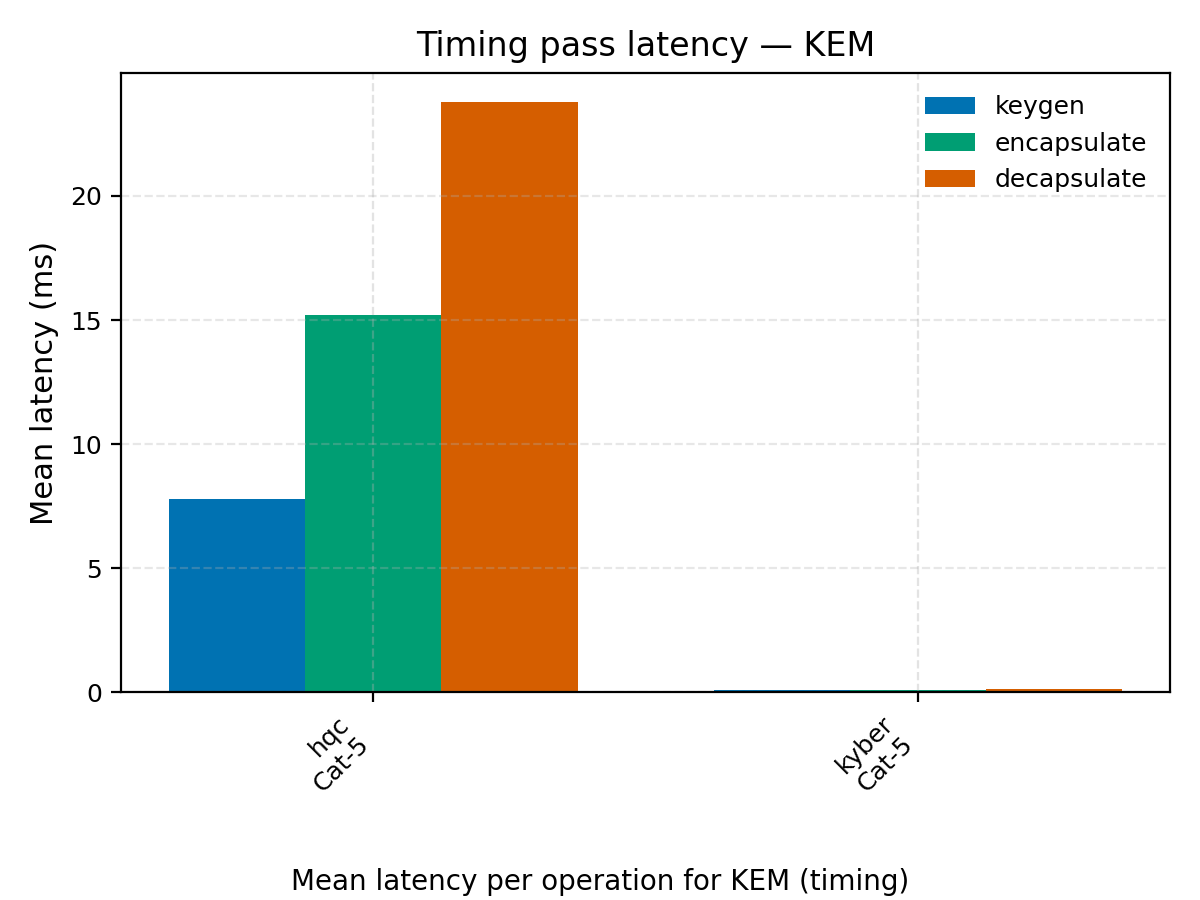 Timing pass latency — KEM
keygen
encapsulate
decapsulate
Mean latency (ms)
20
15
10
5
0
hqc
Cat-5
kyber
Cat-5
Mean latency per operation for KEM (timing)